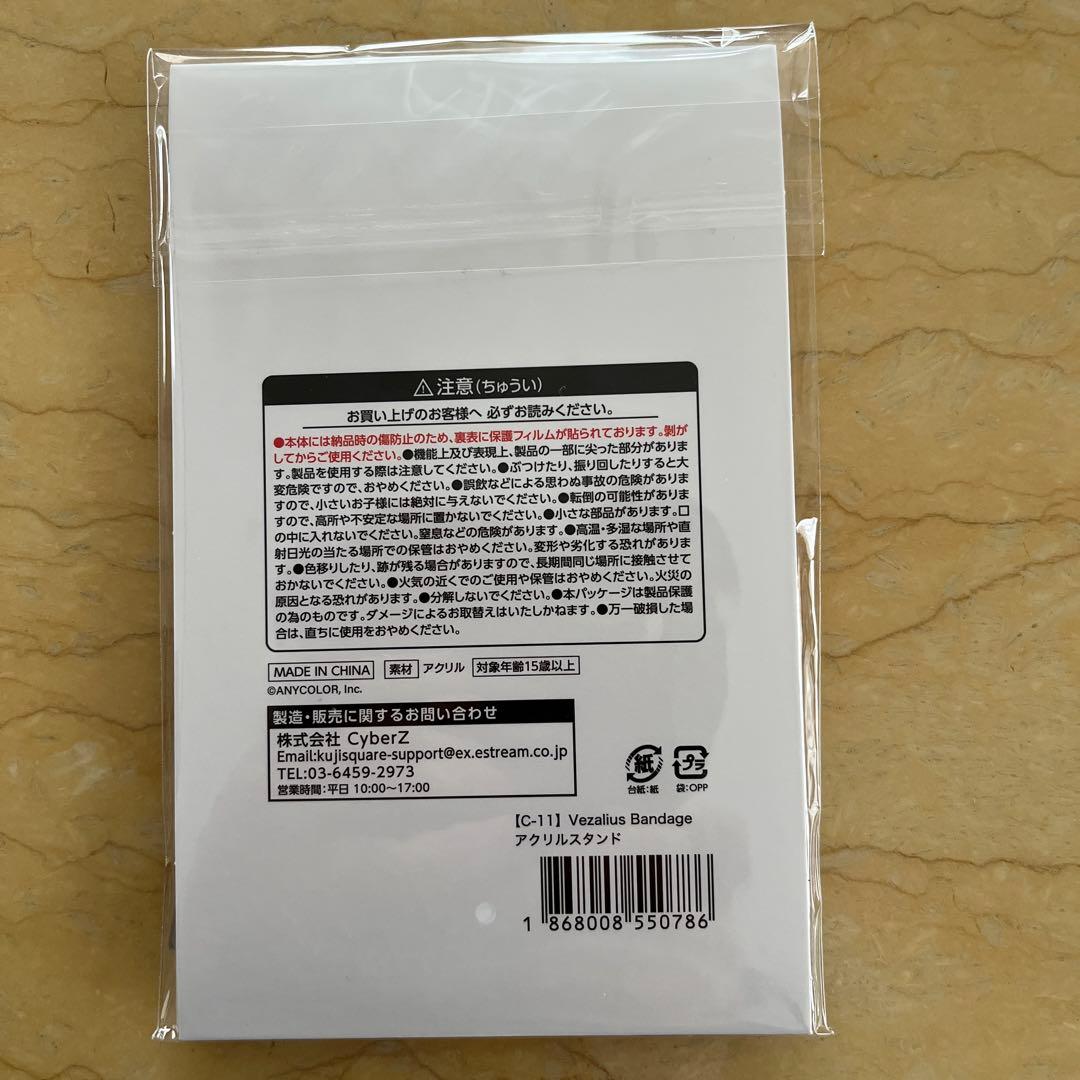 ⚠注意(ちゅうい)
お買い上げのお客様へ 必ずお読みください。
●本体には納品時の傷防止のため、裏表に保護フィルムが貼られております。剝が
してからご使用ください。●機能上及び表現上、製品の一部に尖った部分がありま
す。製品を使用する際は注意してください。●ぶつけたり、振り回したりすると大
変危険ですので、おやめください。●誤飲などによる思わぬ事故の危険がありま
すので、小さいお子様には絶対に与えないでください。●転倒の可能性がありま
すので、高所や不安定な場所に置かないでください。●小さな部品があります。口
の中に入れないでください。窒息などの危険があります。●高温・多湿な場所や直
射日光の当たる場所での保管はおやめください。変形や劣化する恐れがありま
す。●色移りしたり、跡が残る場合がありますので、長期間同じ場所に接触させて
おかないでください。●火気の近くでのご使用や保管はおやめください。火災の
原因となる恐れがあります。●分解しないでください。●本パッケージは製品保護
の為のものです。ダメージによるお取替えはいたしかねます。●万一破損した場
合は、直ちに使用をおやめください。
MADE IN CHINA 素材 アクリル 対象年齢15歳以上
©ANYCOLOR, Inc.
製造・販売に関するお問い合わせ
株式会社 CyberZ
Email:kujisquare-support@ex.estream.co.jp
TEL:03-6459-2973
営業時間:平日 10:00〜17:00
紙 プラ
台紙:紙 袋:OPP
【C-11】Vezalius Bandage
アクリルスタンド
1 868008 550786